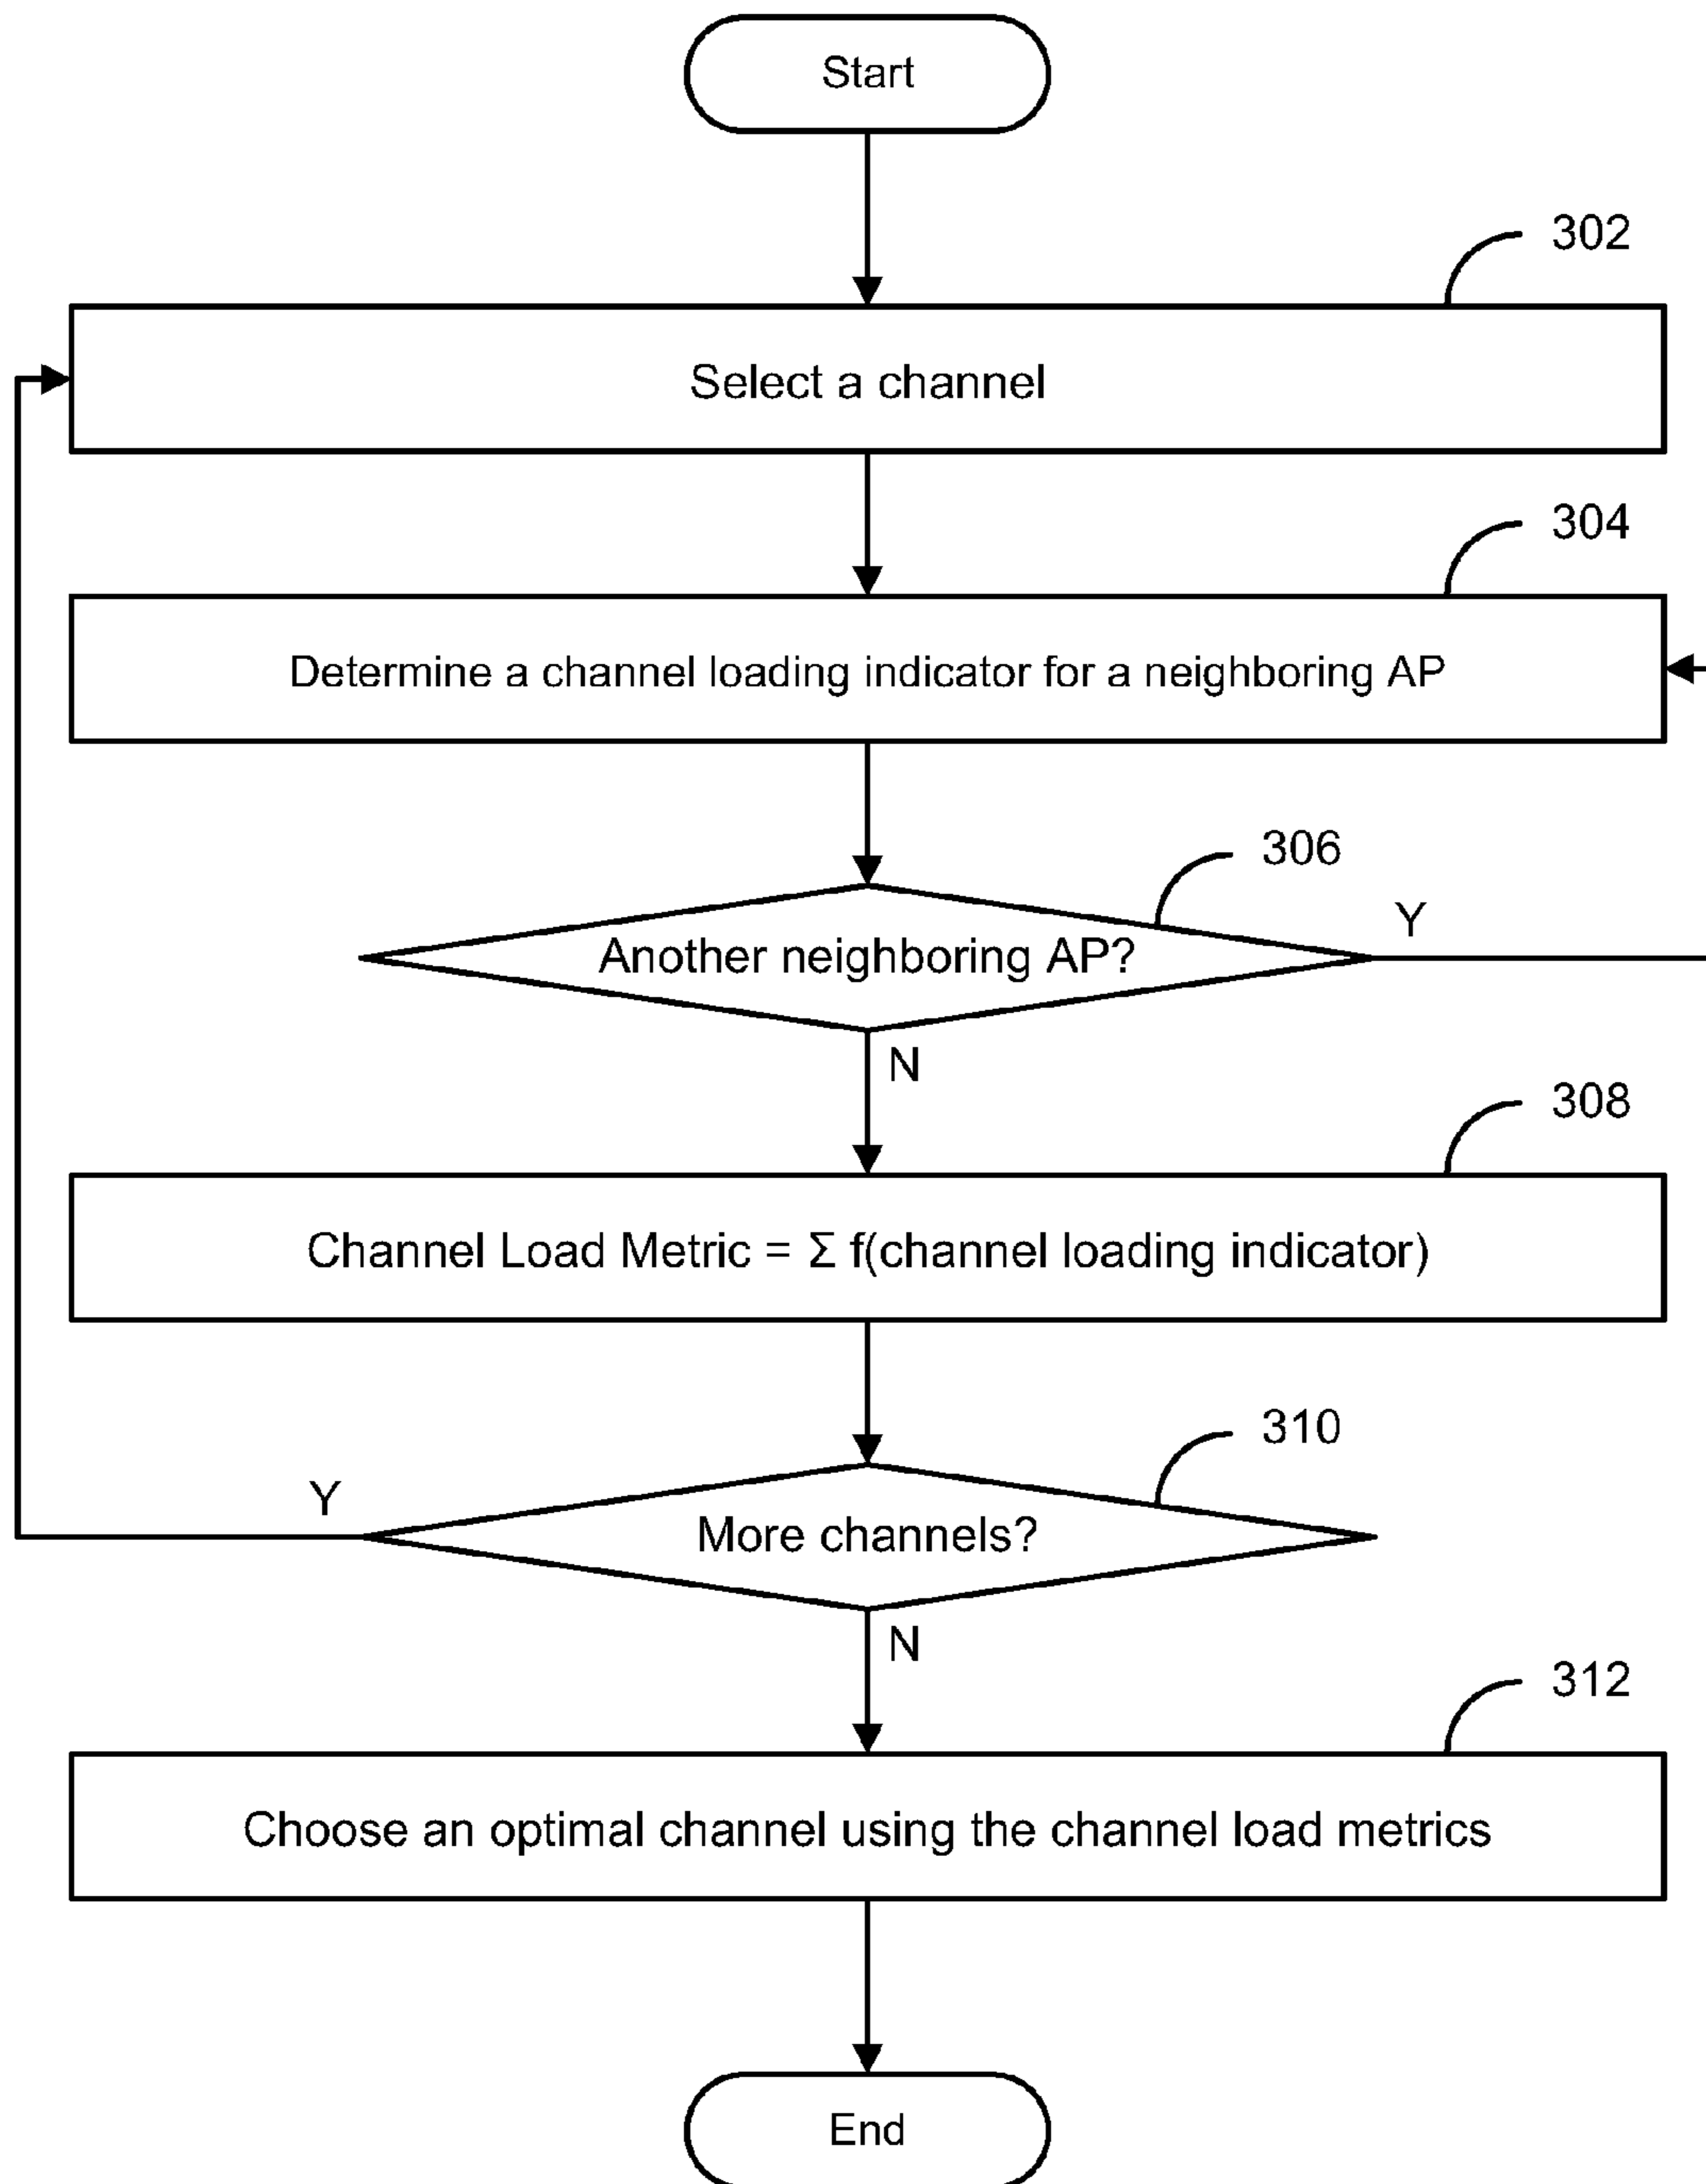 Start
302
Select a channel
304
Determine a channel loading indicator for a neighboring AP
306
Another neighboring AP?
Y
N
308
Channel Load Metric = Σ f(channel loading indicator)
310
Y
More channels?
N
312
Choose an optimal channel using the channel load metrics
End